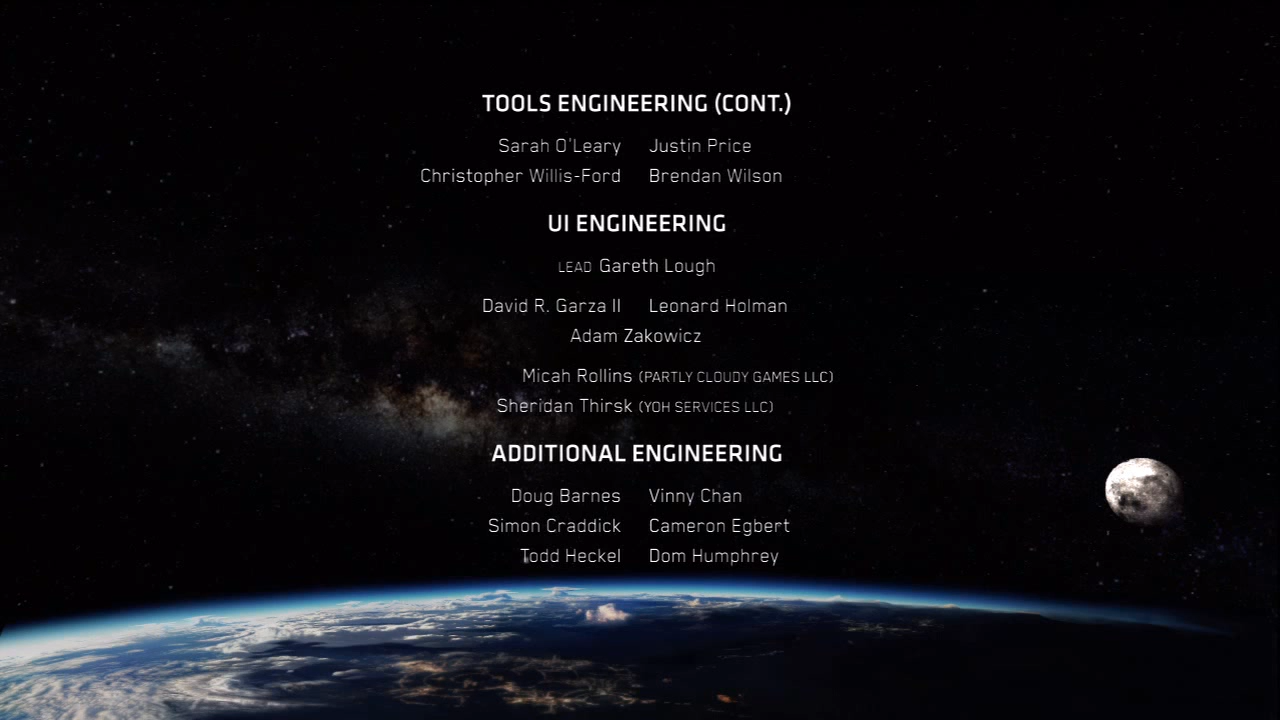 TOOLS ENGINEERING (CONT.)
Sarah O'Leary Justin Price
Christopher Willis-Ford Brendan Wilson
UI ENGINEERING
LEAD Gareth Lough
David R. Garza II Leonard Holman
Adam Zakowicz
Micah Rollins (PARTLY CLOUDY GAMES LLC)
Sheridan Thirsk (YOH SERVICES LLC)
ADDITIONAL ENGINEERING
Doug Barnes Vinny Chan
Simon Craddick Cameron Egbert
Todd Heckel Dom Humphrey